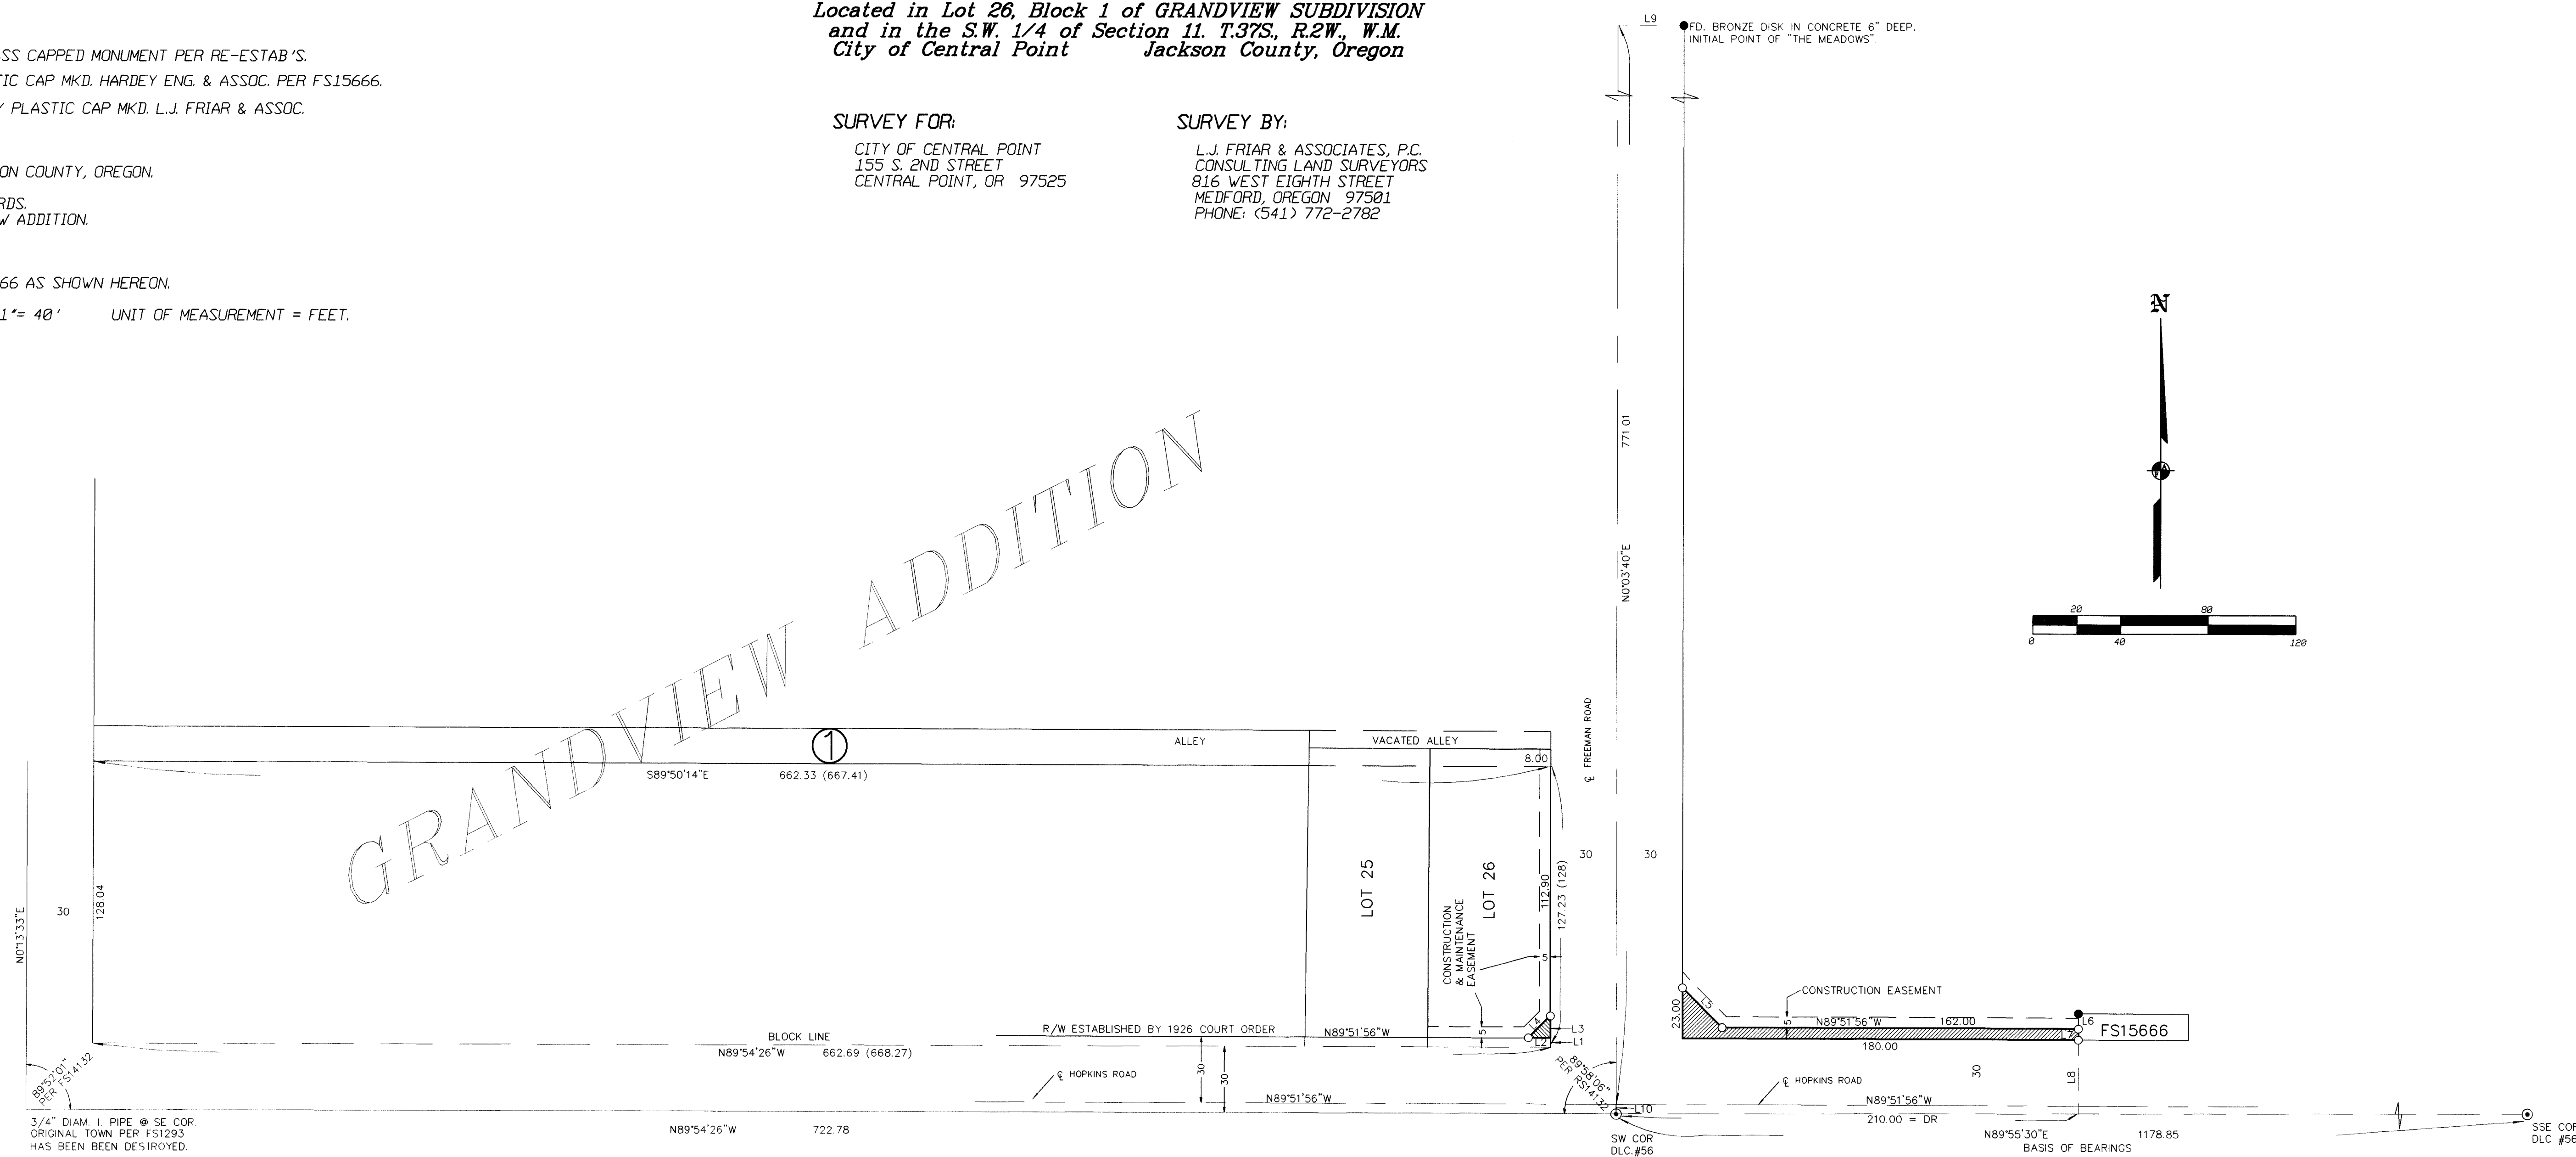 Located in Lot 26, Block 1 of GRANDVIEW SUBDIVISION
and in the S.W. 1/4 of Section 11. T.37S., R.2W., W.M.
City of Central Point Jackson County, Oregon
SS CAPPED MONUMENT PER RE-ESTAB'S.
TIC CAP MKD. HARDEY ENG. & ASSOC. PER FS15666.
PLASTIC CAP MKD. L.J. FRIAR & ASSOC.
ON COUNTY, OREGON.
RDS.
W ADDITION.
66 AS SHOWN HEREON.
1"= 40' UNIT OF MEASUREMENT = FEET.
SURVEY FOR:
CITY OF CENTRAL POINT
155 S. 2ND STREET
CENTRAL POINT, OR 97525
SURVEY BY:
L.J. FRIAR & ASSOCIATES, P.C.
CONSULTING LAND SURVEYORS
816 WEST EIGHTH STREET
MEDFORD, OREGON 97501
PHONE: (541) 772-2782
L9
FD. BRONZE DISK IN CONCRETE 6" DEEP.
INITIAL POINT OF "THE MEADOWS".
N
20 80
0 40 120
771.01
N0°03'40"E
GRANDVIEW ADDITION
1
ALLEY
VACATED ALLEY
8.00
S89°50'14"E 662.33 (667.41)
℄ FREEMAN ROAD
30 30
LOT 25
LOT 26
112.90
127.23 (128)
CONSTRUCTION
& MAINTENANCE
EASEMENT
5
5
N0°13'33"E
30
128.04
BLOCK LINE
N89°54'26"W 662.69 (668.27)
R/W ESTABLISHED BY 1926 COURT ORDER
N89°51'56"W
L3
L2
L1
30
30
℄ HOPKINS ROAD
N89°51'56"W
89°52'01"
PER FS14132
89°58'06"
PER RS14132
L10
3/4" DIAM. I. PIPE @ SE COR.
ORIGINAL TOWN PER FS1293
HAS BEEN BEEN DESTROYED.
N89°54'26"W 722.78
SW COR
DLC.#56
23.00
L5
CONSTRUCTION EASEMENT
5
N89°51'56"W 162.00
L6
L7
FS15666
180.00
30
L8
℄ HOPKINS ROAD
N89°51'56"W
210.00 = DR
N89°55'30"E 1178.85
BASIS OF BEARINGS
SSE COR
DLC #56